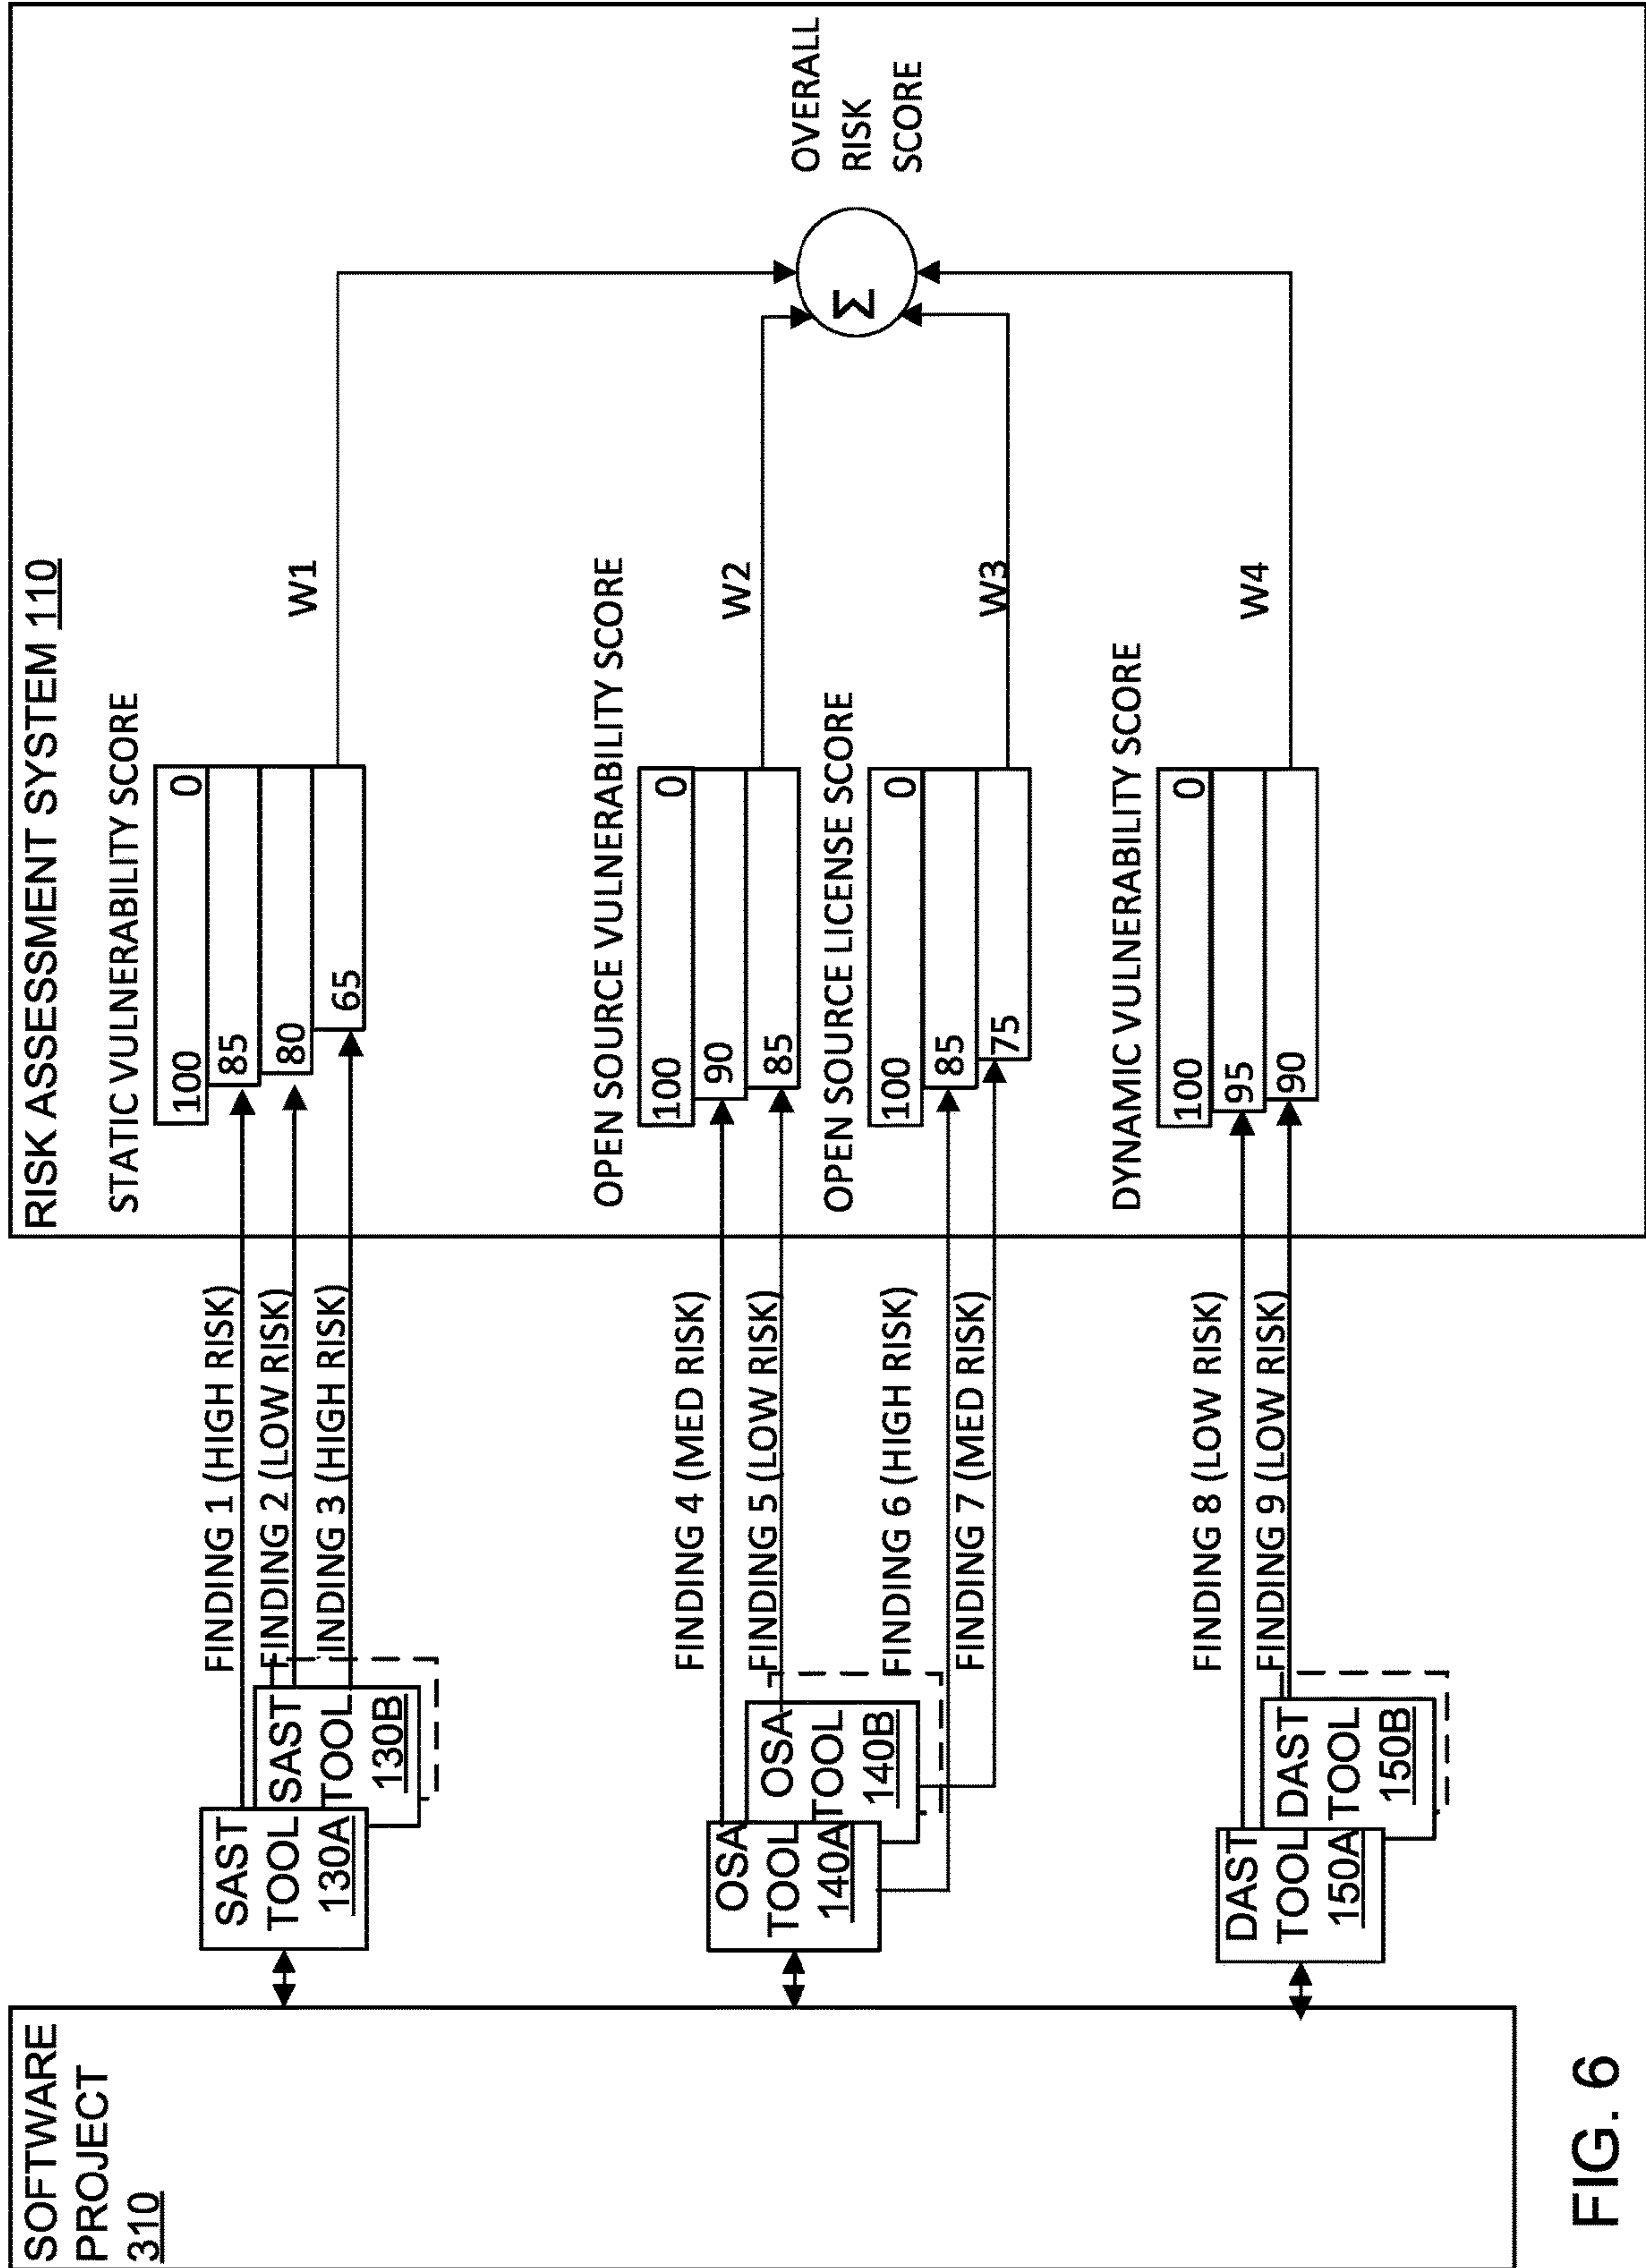 SOFTWARE
PROJECT
310
SAST
TOOL
130A
SAST
TOOL
130B
OSA
TOOL
140A
OSA
TOOL
140B
DAST
TOOL
150A
DAST
TOOL
150B
FINDING 1 (HIGH RISK)
FINDING 2 (LOW RISK)
FINDING 3 (HIGH RISK)
FINDING 4 (MED RISK)
FINDING 5 (LOW RISK)
FINDING 6 (HIGH RISK)
FINDING 7 (MED RISK)
FINDING 8 (LOW RISK)
FINDING 9 (LOW RISK)
RISK ASSESSMENT SYSTEM 110
STATIC VULNERABILITY SCORE
100 0
85
80
65
W1
OPEN SOURCE VULNERABILITY SCORE
100 0
90
85
W2
OPEN SOURCE LICENSE SCORE
100 0
85
75
W3
DYNAMIC VULNERABILITY SCORE
100 0
95
90
W4
Σ
OVERALL
RISK
SCORE
FIG. 6